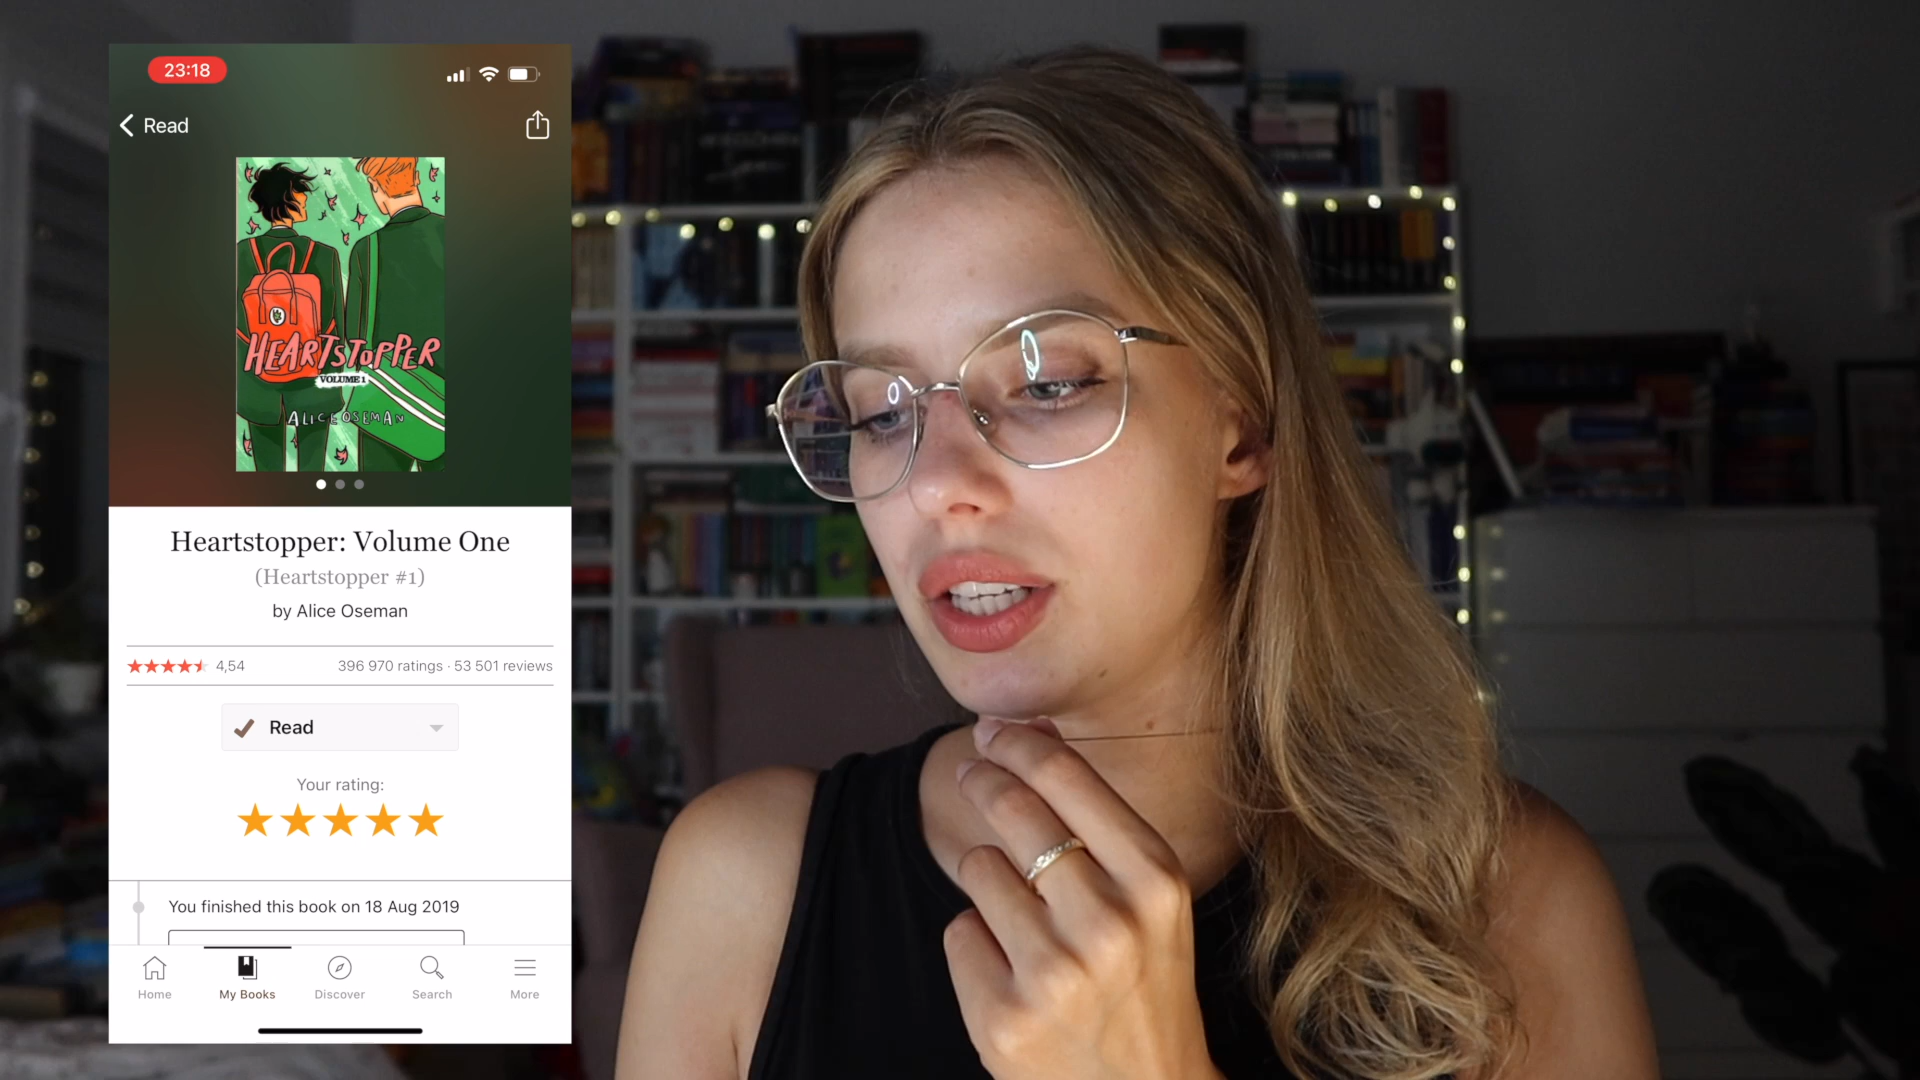 23:18
Read
HEARTSTOPPER
VOLUME 1
ALICE OSEMAN
Heartstopper: Volume One
(Heartstopper #1)
by Alice Oseman
4,54
396 970 ratings · 53 501 reviews
Read
Your rating:
You finished this book on 18 Aug 2019
Home
My Books
Discover
Search
More